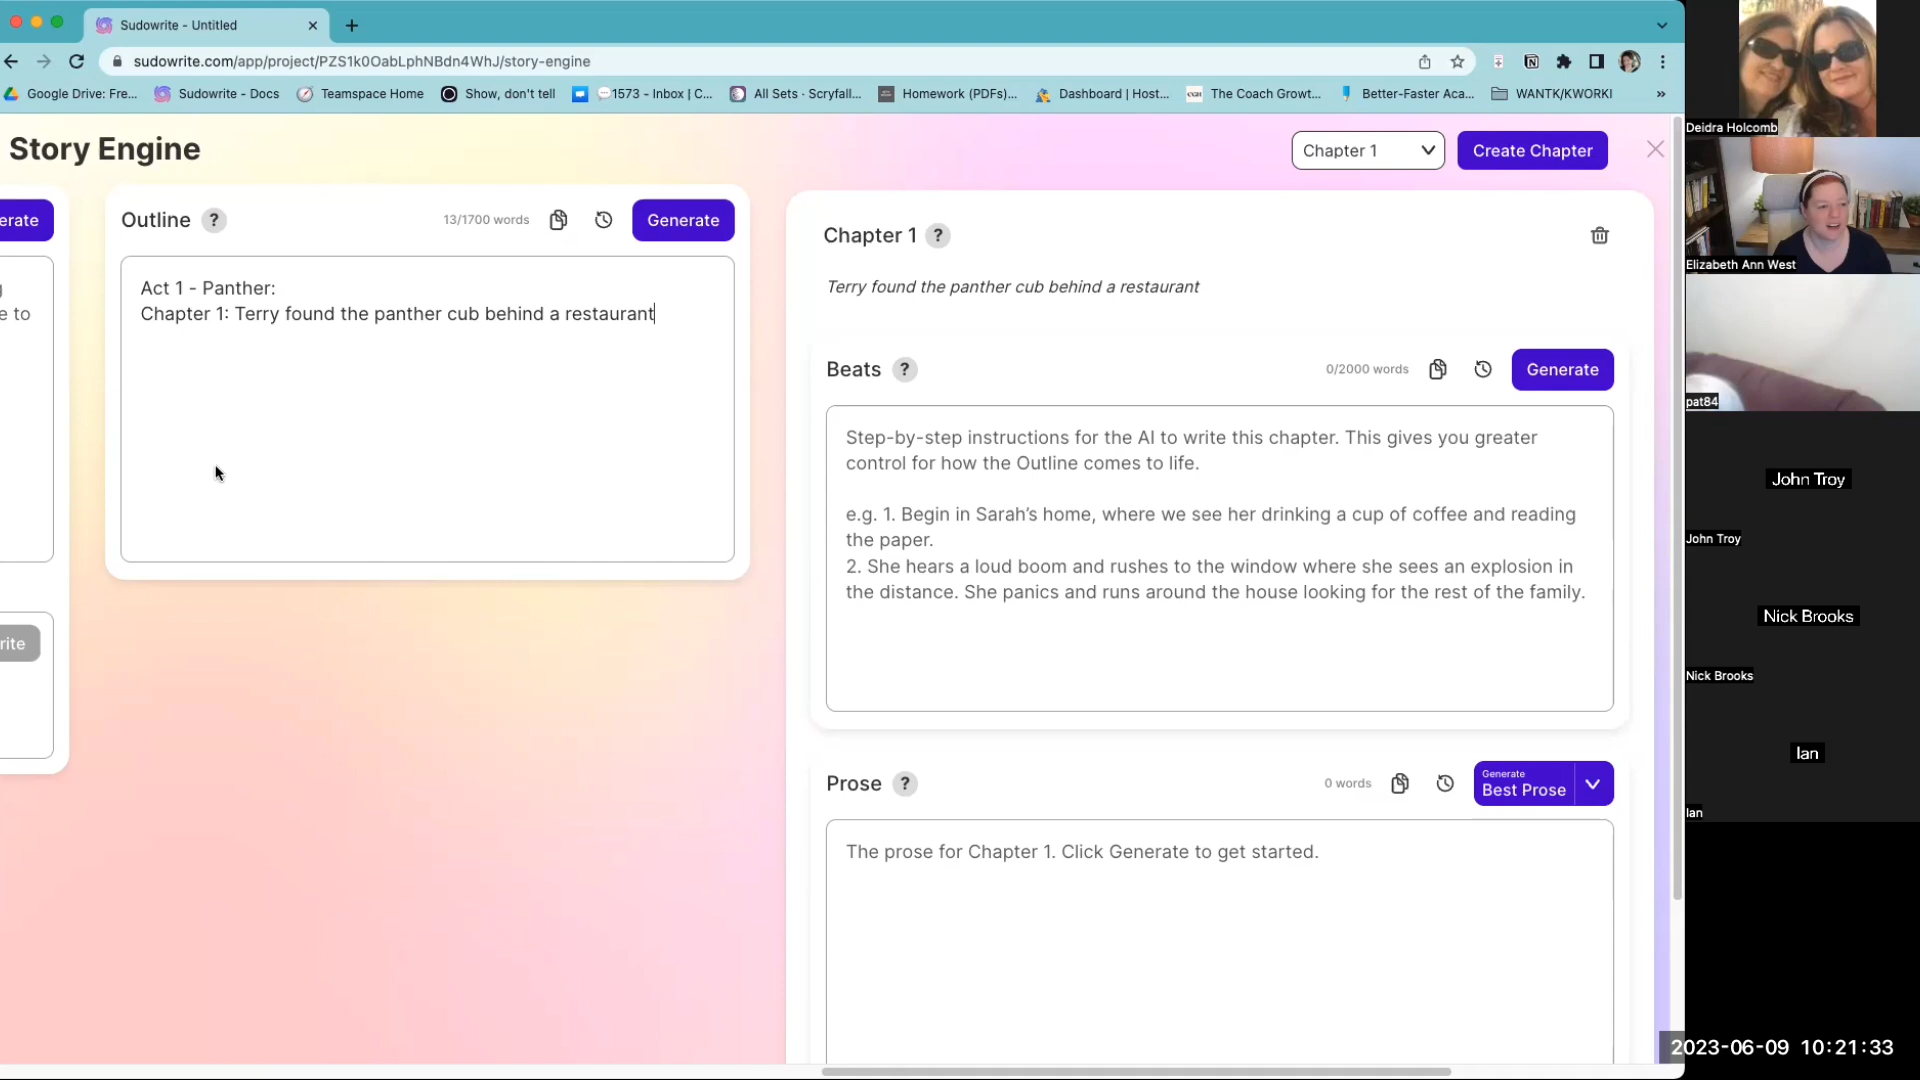 Sudowrite - Untitled
sudowrite.com/app/project/PZS1k0OabLphNBdn4WhJ/story-engine
Google Drive: Fre...
Sudowrite - Docs
Teamspace Home
Show, don't tell
1573 - Inbox | C...
All Sets · Scryfall...
Homework (PDFs)...
Dashboard | Host...
The Coach Growt...
Better-Faster Aca...
WANTK/KWORKI
»
Story Engine
Chapter 1
Create Chapter
erate
e to
rite
Outline ?
13/1700 words
Generate
Act 1 - Panther:
Chapter 1: Terry found the panther cub behind a restaurant
Chapter 1 ?
Terry found the panther cub behind a restaurant
Beats ?
0/2000 words
Generate
Step-by-step instructions for the AI to write this chapter. This gives you greater
control for how the Outline comes to life.
e.g. 1. Begin in Sarah’s home, where we see her drinking a cup of coffee and reading
the paper.
2. She hears a loud boom and rushes to the window where she sees an explosion in
the distance. She panics and runs around the house looking for the rest of the family.
Prose ?
0 words
Generate
Best Prose
The prose for Chapter 1. Click Generate to get started.
Deidra Holcomb
Elizabeth Ann West
pat84
John Troy
John Troy
Nick Brooks
Nick Brooks
Ian
Ian
2023-06-09 10:21:33